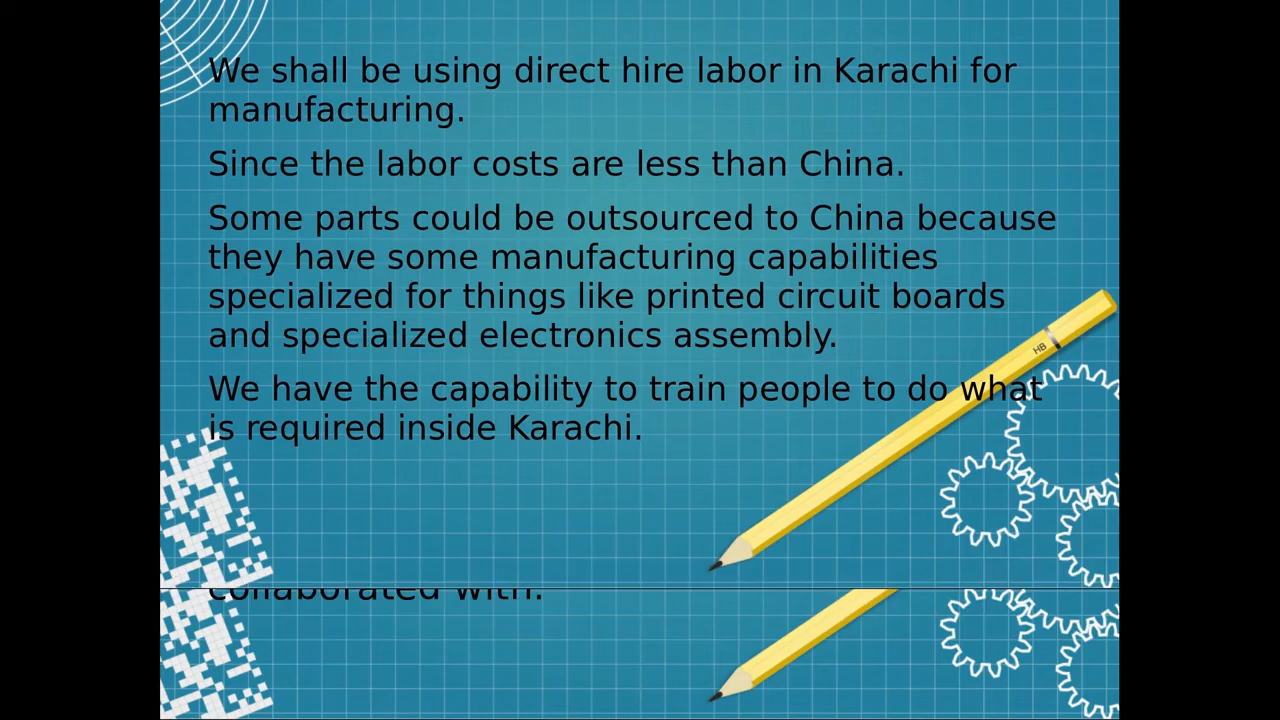 We shall be using direct hire labor in Karachi for
manufacturing.
Since the labor costs are less than China.
Some parts could be outsourced to China because
they have some manufacturing capabilities
specialized for things like printed circuit boards
and specialized electronics assembly.
We have the capability to train people to do what
is required inside Karachi.
HB
collaborated with: